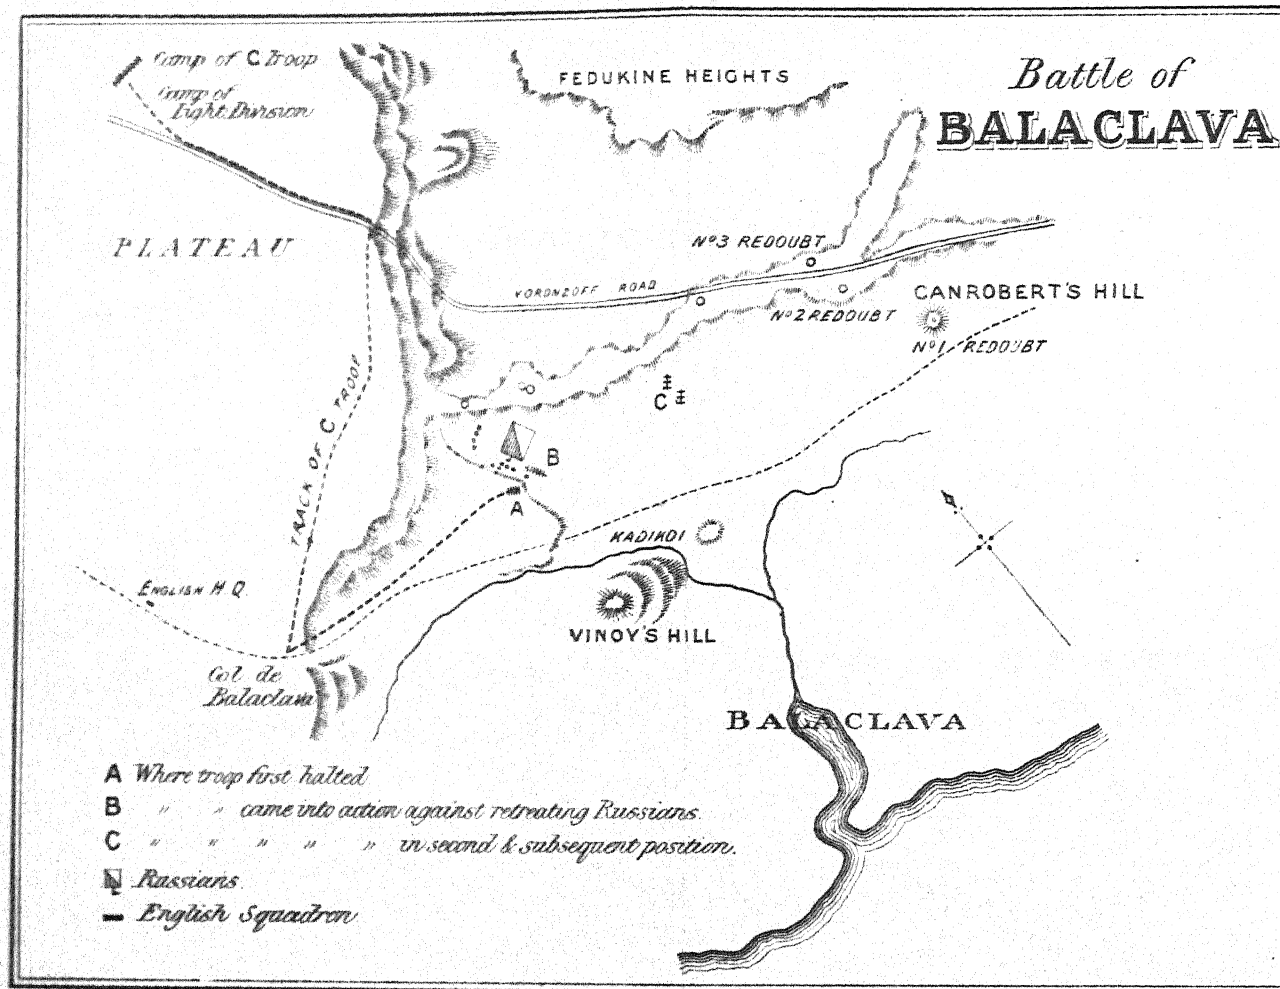 Camp of C Troop
Camp of
Light Division
FEDUKINE HEIGHTS
Battle of
BALACLAVA
PLATEAU
Nº3 REDOUBT
VORONZOFF ROAD
CANROBERT'S HILL
Nº2 REDOUBT
Nº1 REDOUBT
TRACK OF C TROOP
C
B
A
KADIKOI
ENGLISH H Q
VINOY'S HILL
Col de
Balaclava
BALACLAVA
A Where troop first halted
B " " came into action against retreating Russians.
C " " " " " in second & subsequent position.
Russians.
English Squadron